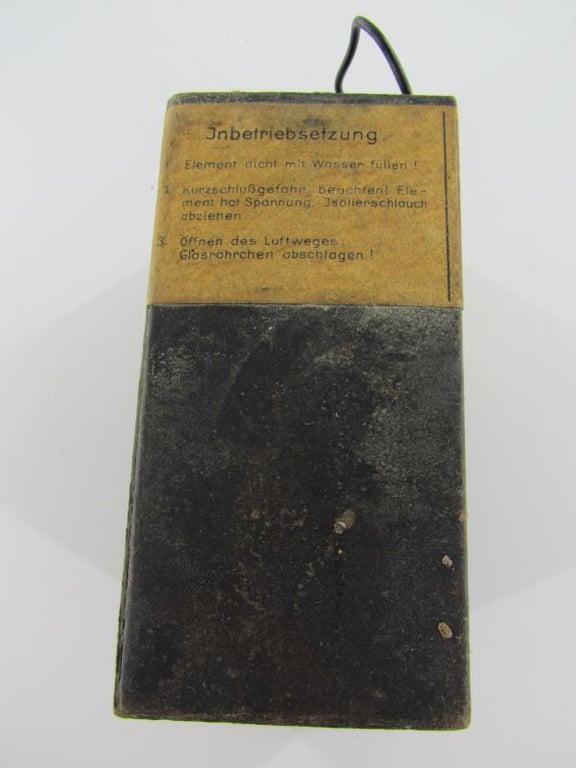 Inbetriebsetzung
1. Element nicht mit Wasser füllen!
2. Kurzschlußgefahr beachten! Ele-
ment hat Spannung. Isolierschlauch
abziehen
3. Öffnen des Luftweges:
Glasröhrchen abschlagen!